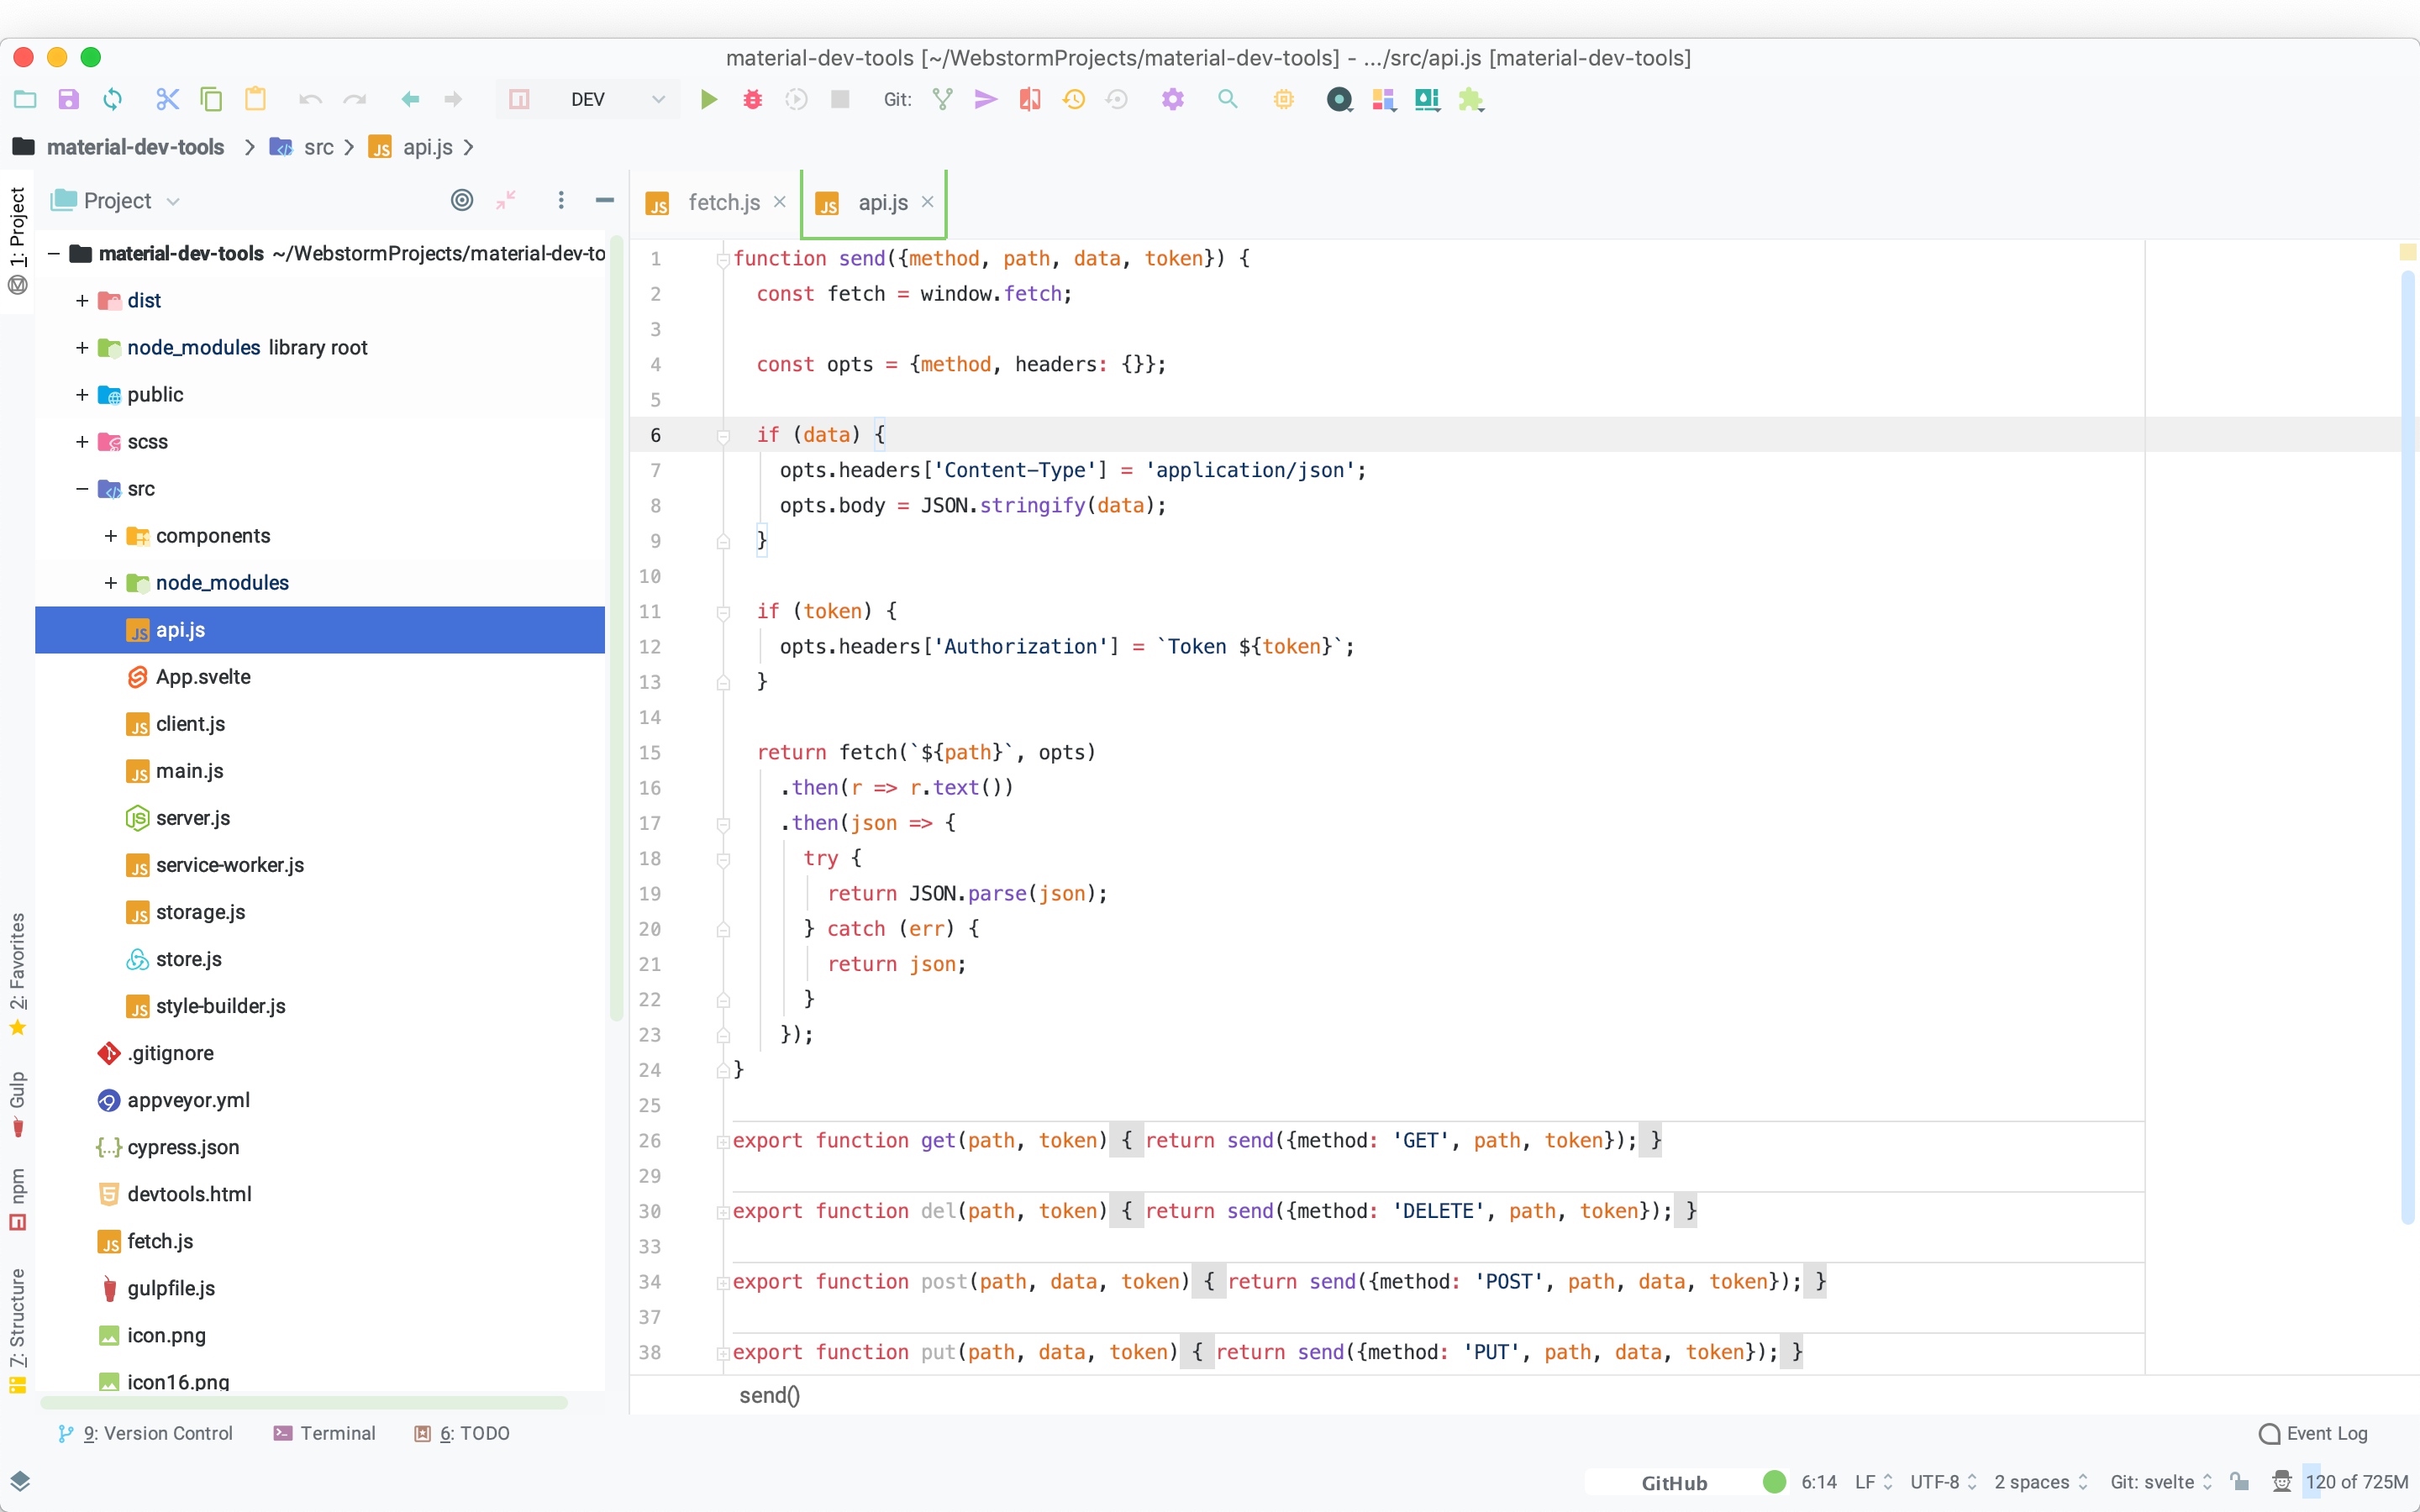 material-dev-tools [~/WebstormProjects/material-dev-tools] - .../src/api.js [material-dev-tools]
DEV
Git:
material-dev-tools
src
JS api.js
1: Project
Project
JS fetch.js
JS api.js
material-dev-tools ~/WebstormProjects/material-dev-to
dist
node_modules library root
public
scss
src
components
node_modules
JS api.js
App.svelte
JS client.js
JS main.js
JS server.js
JS service-worker.js
JS storage.js
store.js
JS style-builder.js
.gitignore
appveyor.yml
{...} cypress.json
5 devtools.html
JS fetch.js
gulpfile.js
icon.png
icon16.png
2: Favorites
Gulp
npm
7: Structure
1 function send({method, path, data, token}) {
2 const fetch = window.fetch;
3
4 const opts = {method, headers: {}};
5
6 if (data) {
7 opts.headers['Content-Type'] = 'application/json';
8 opts.body = JSON.stringify(data);
9 }
10
11 if (token) {
12 opts.headers['Authorization'] = `Token ${token}`;
13 }
14
15 return fetch(`${path}`, opts)
16 .then(r => r.text())
17 .then(json => {
18 try {
19 return JSON.parse(json);
20 } catch (err) {
21 return json;
22 }
23 });
24 }
25
26 export function get(path, token) { return send({method: 'GET', path, token}); }
29
30 export function del(path, token) { return send({method: 'DELETE', path, token}); }
33
34 export function post(path, data, token) { return send({method: 'POST', path, data, token}); }
37
38 export function put(path, data, token) { return send({method: 'PUT', path, data, token}); }
send()
9: Version Control
Terminal
6: TODO
Event Log
GitHub
6:14
LF
UTF-8
2 spaces
Git: svelte
120 of 725M